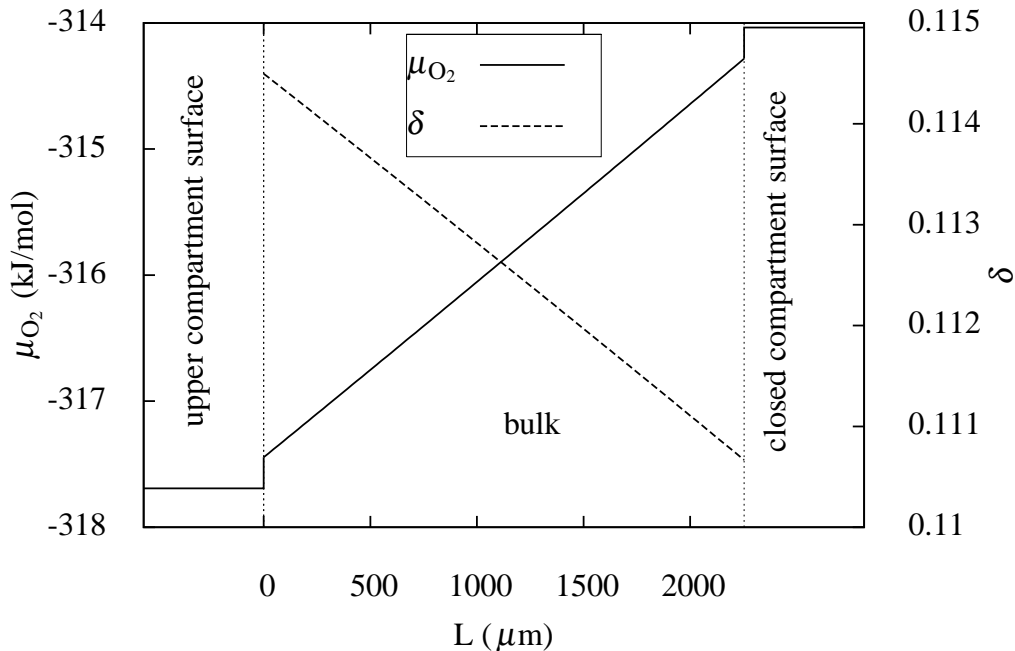 -314
-315
-316
-317
-318
μO₂ (kJ/mol)
upper compartment surface
μO₂
δ
bulk
closed compartment surface
0.115
0.114
0.113
0.112
0.111
0.11
δ
0 500 1000 1500 2000
L (μm)